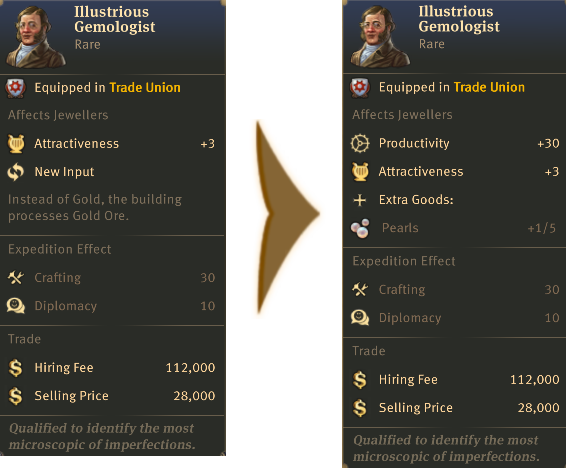 Illustrious
Gemologist
Rare
Equipped in Trade Union
Affects Jewellers
Attractiveness +3
New Input
Instead of Gold, the building
processes Gold Ore.
Expedition Effect
Crafting 30
Diplomacy 10
Trade
Hiring Fee 112,000
Selling Price 28,000
Qualified to identify the most
microscopic of imperfections.
Illustrious
Gemologist
Rare
Equipped in Trade Union
Affects Jewellers
Productivity +30
Attractiveness +3
Extra Goods:
Pearls +1/5
Expedition Effect
Crafting 30
Diplomacy 10
Trade
Hiring Fee 112,000
Selling Price 28,000
Qualified to identify the most
microscopic of imperfections.